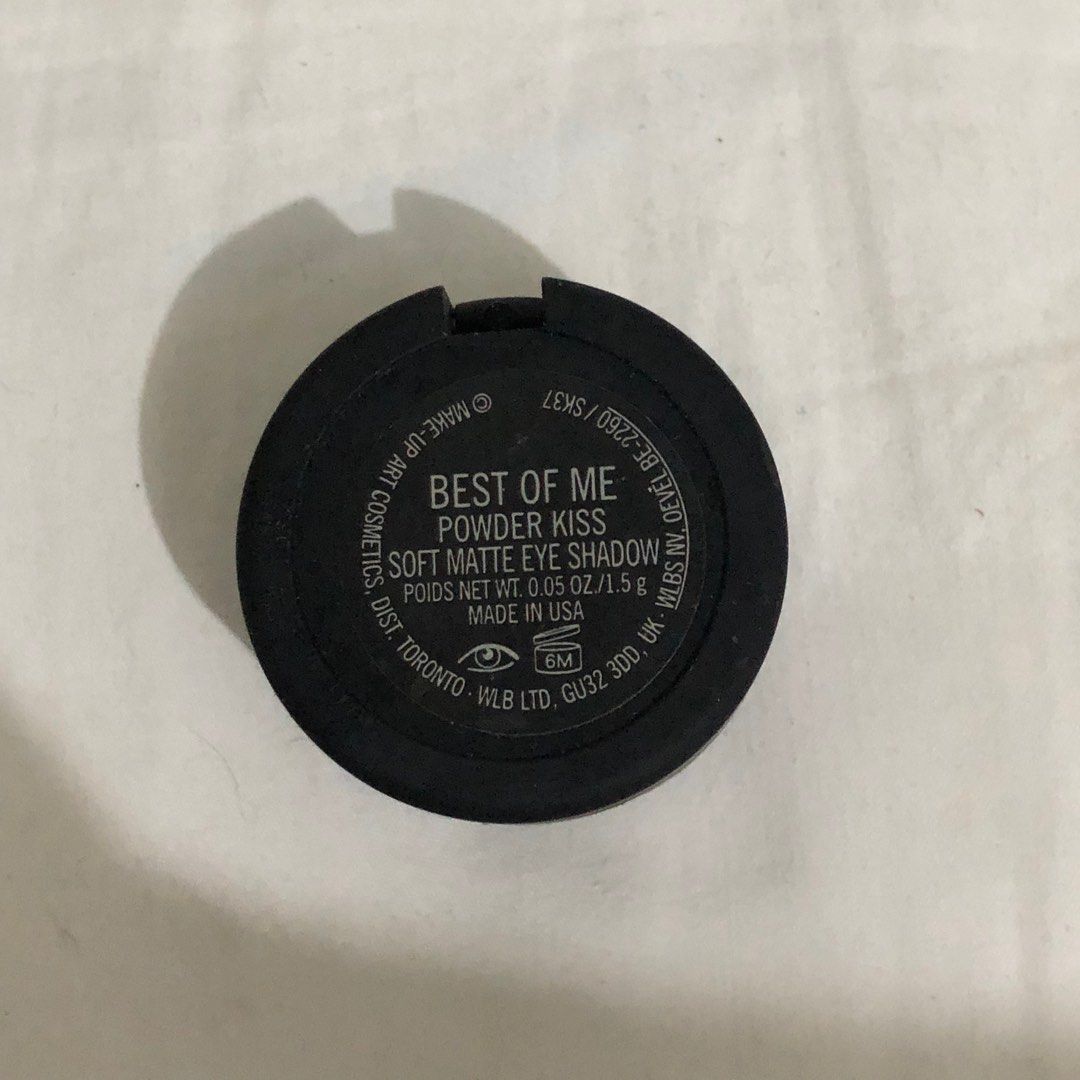 BEST OF ME
POWDER KISS
SOFT MATTE EYE SHADOW
POIDS NET WT. 0.05 OZ./1.5 g
MADE IN USA
6M
© MAKE-UP ART COSMETICS, DIST. TORONTO · WLB LTD, GU32 3DD, UK · WLBS NV, OEVEL BE-2260 / SK37